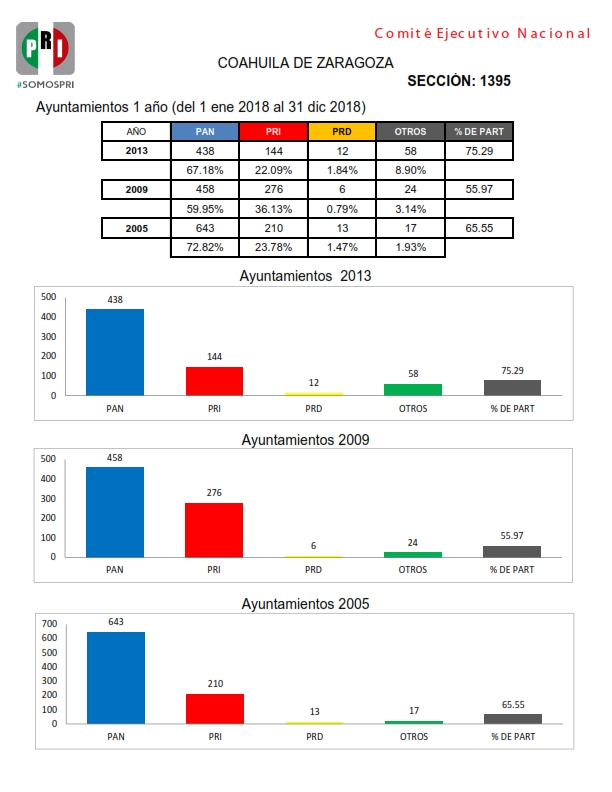 Comité Ejecutivo Nacional
PRI
#SOMOSPRI
COAHUILA DE ZARAGOZA
SECCIÓN: 1395
Ayuntamientos 1 año (del 1 ene 2018 al 31 dic 2018)
AÑO PAN PRI PRD OTROS % DE PART
2013 438 144 12 58 75.29
67.18% 22.09% 1.84% 8.90%
2009 458 276 6 24 55.97
59.95% 36.13% 0.79% 3.14%
2005 643 210 13 17 65.55
72.82% 23.78% 1.47% 1.93%
Ayuntamientos 2013
500
400
300
200
100
0
438 144 12 58 75.29
PAN PRI PRD OTROS % DE PART
Ayuntamientos 2009
500
400
300
200
100
0
458 276 6 24 55.97
PAN PRI PRD OTROS % DE PART
Ayuntamientos 2005
700
600
500
400
300
200
100
0
643 210 13 17 65.55
PAN PRI PRD OTROS % DE PART